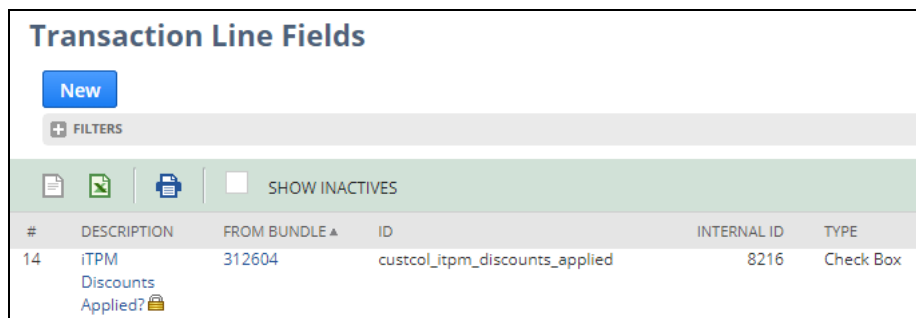 Transaction Line Fields
New
FILTERS
SHOW INACTIVES
# DESCRIPTION FROM BUNDLE ▲ ID INTERNAL ID TYPE
14 iTPM Discounts Applied? 312604 custcol_itpm_discounts_applied 8216 Check Box